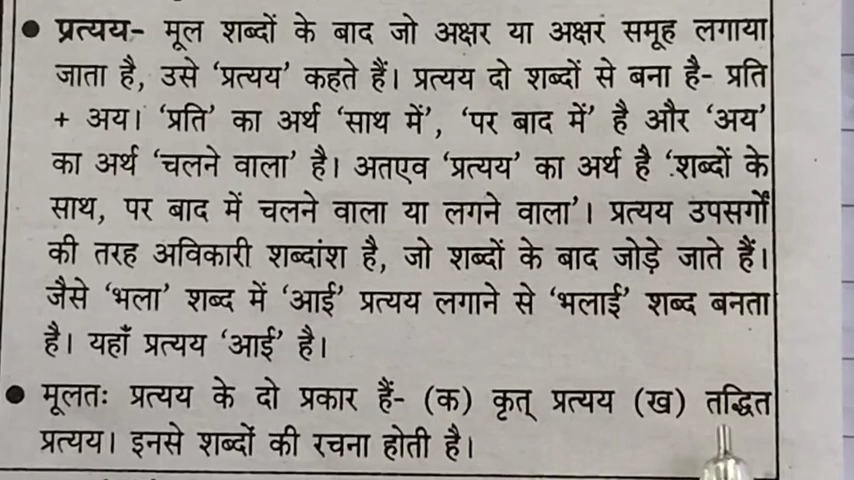 ● प्रत्यय- मूल शब्दों के बाद जो अक्षर या अक्षर समूह लगाया
जाता है, उसे ‘प्रत्यय’ कहते हैं। प्रत्यय दो शब्दों से बना है- प्रति
+ अय। ‘प्रति’ का अर्थ ‘साथ में’, ‘पर बाद में’ है और ‘अय’
का अर्थ ‘चलने वाला’ है। अतएव ‘प्रत्यय’ का अर्थ है ‘शब्दों के
साथ, पर बाद में चलने वाला या लगने वाला’। प्रत्यय उपसर्गों
की तरह अविकारी शब्दांश है, जो शब्दों के बाद जोड़े जाते हैं।
जैसे ‘भला’ शब्द में ‘आई’ प्रत्यय लगाने से ‘भलाई’ शब्द बनता
है। यहाँ प्रत्यय ‘आई’ है।
● मूलतः प्रत्यय के दो प्रकार हैं- (क) कृत् प्रत्यय (ख) तद्धित
प्रत्यय। इनसे शब्दों की रचना होती है।